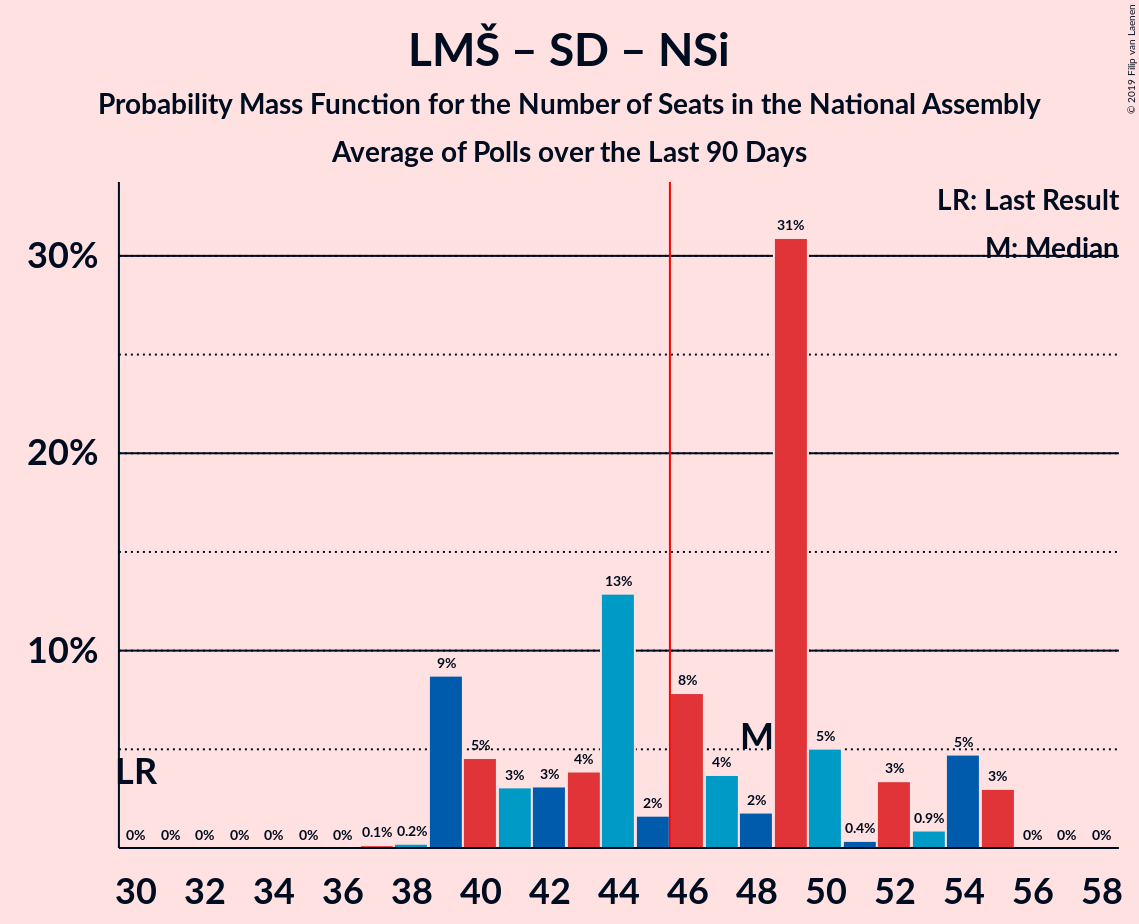 LMŠ – SD – NSi
Probability Mass Function for the Number of Seats in the National Assembly
Average of Polls over the Last 90 Days
© 2019 Filip van Laenen
LR: Last Result
M: Median
30%
20%
10%
LR
M
0% 0% 0% 0% 0% 0% 0% 0.1% 0.2% 9% 5% 3% 3% 4% 13% 2% 8% 4% 2% 31% 5% 0.4% 3% 0.9% 5% 3% 0% 0% 0%
30 32 34 36 38 40 42 44 46 48 50 52 54 56 58